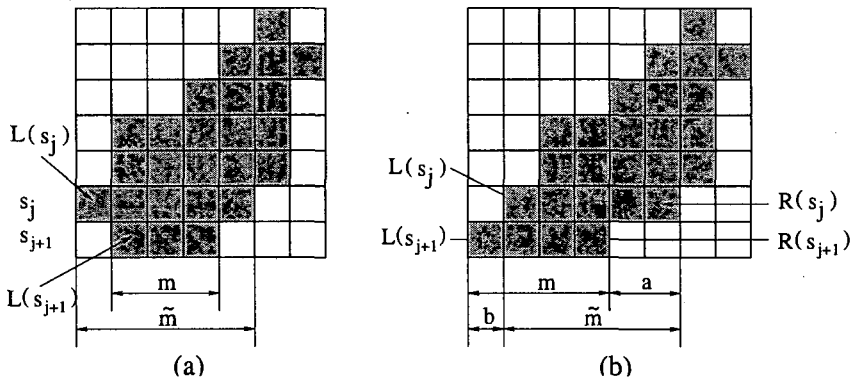 L(s_j)
s_j
s_{j+1}
L(s_{j+1})
m
m̃
(a)
L(s_j)
L(s_{j+1})
R(s_j)
R(s_{j+1})
m
a
b
m̃
(b)